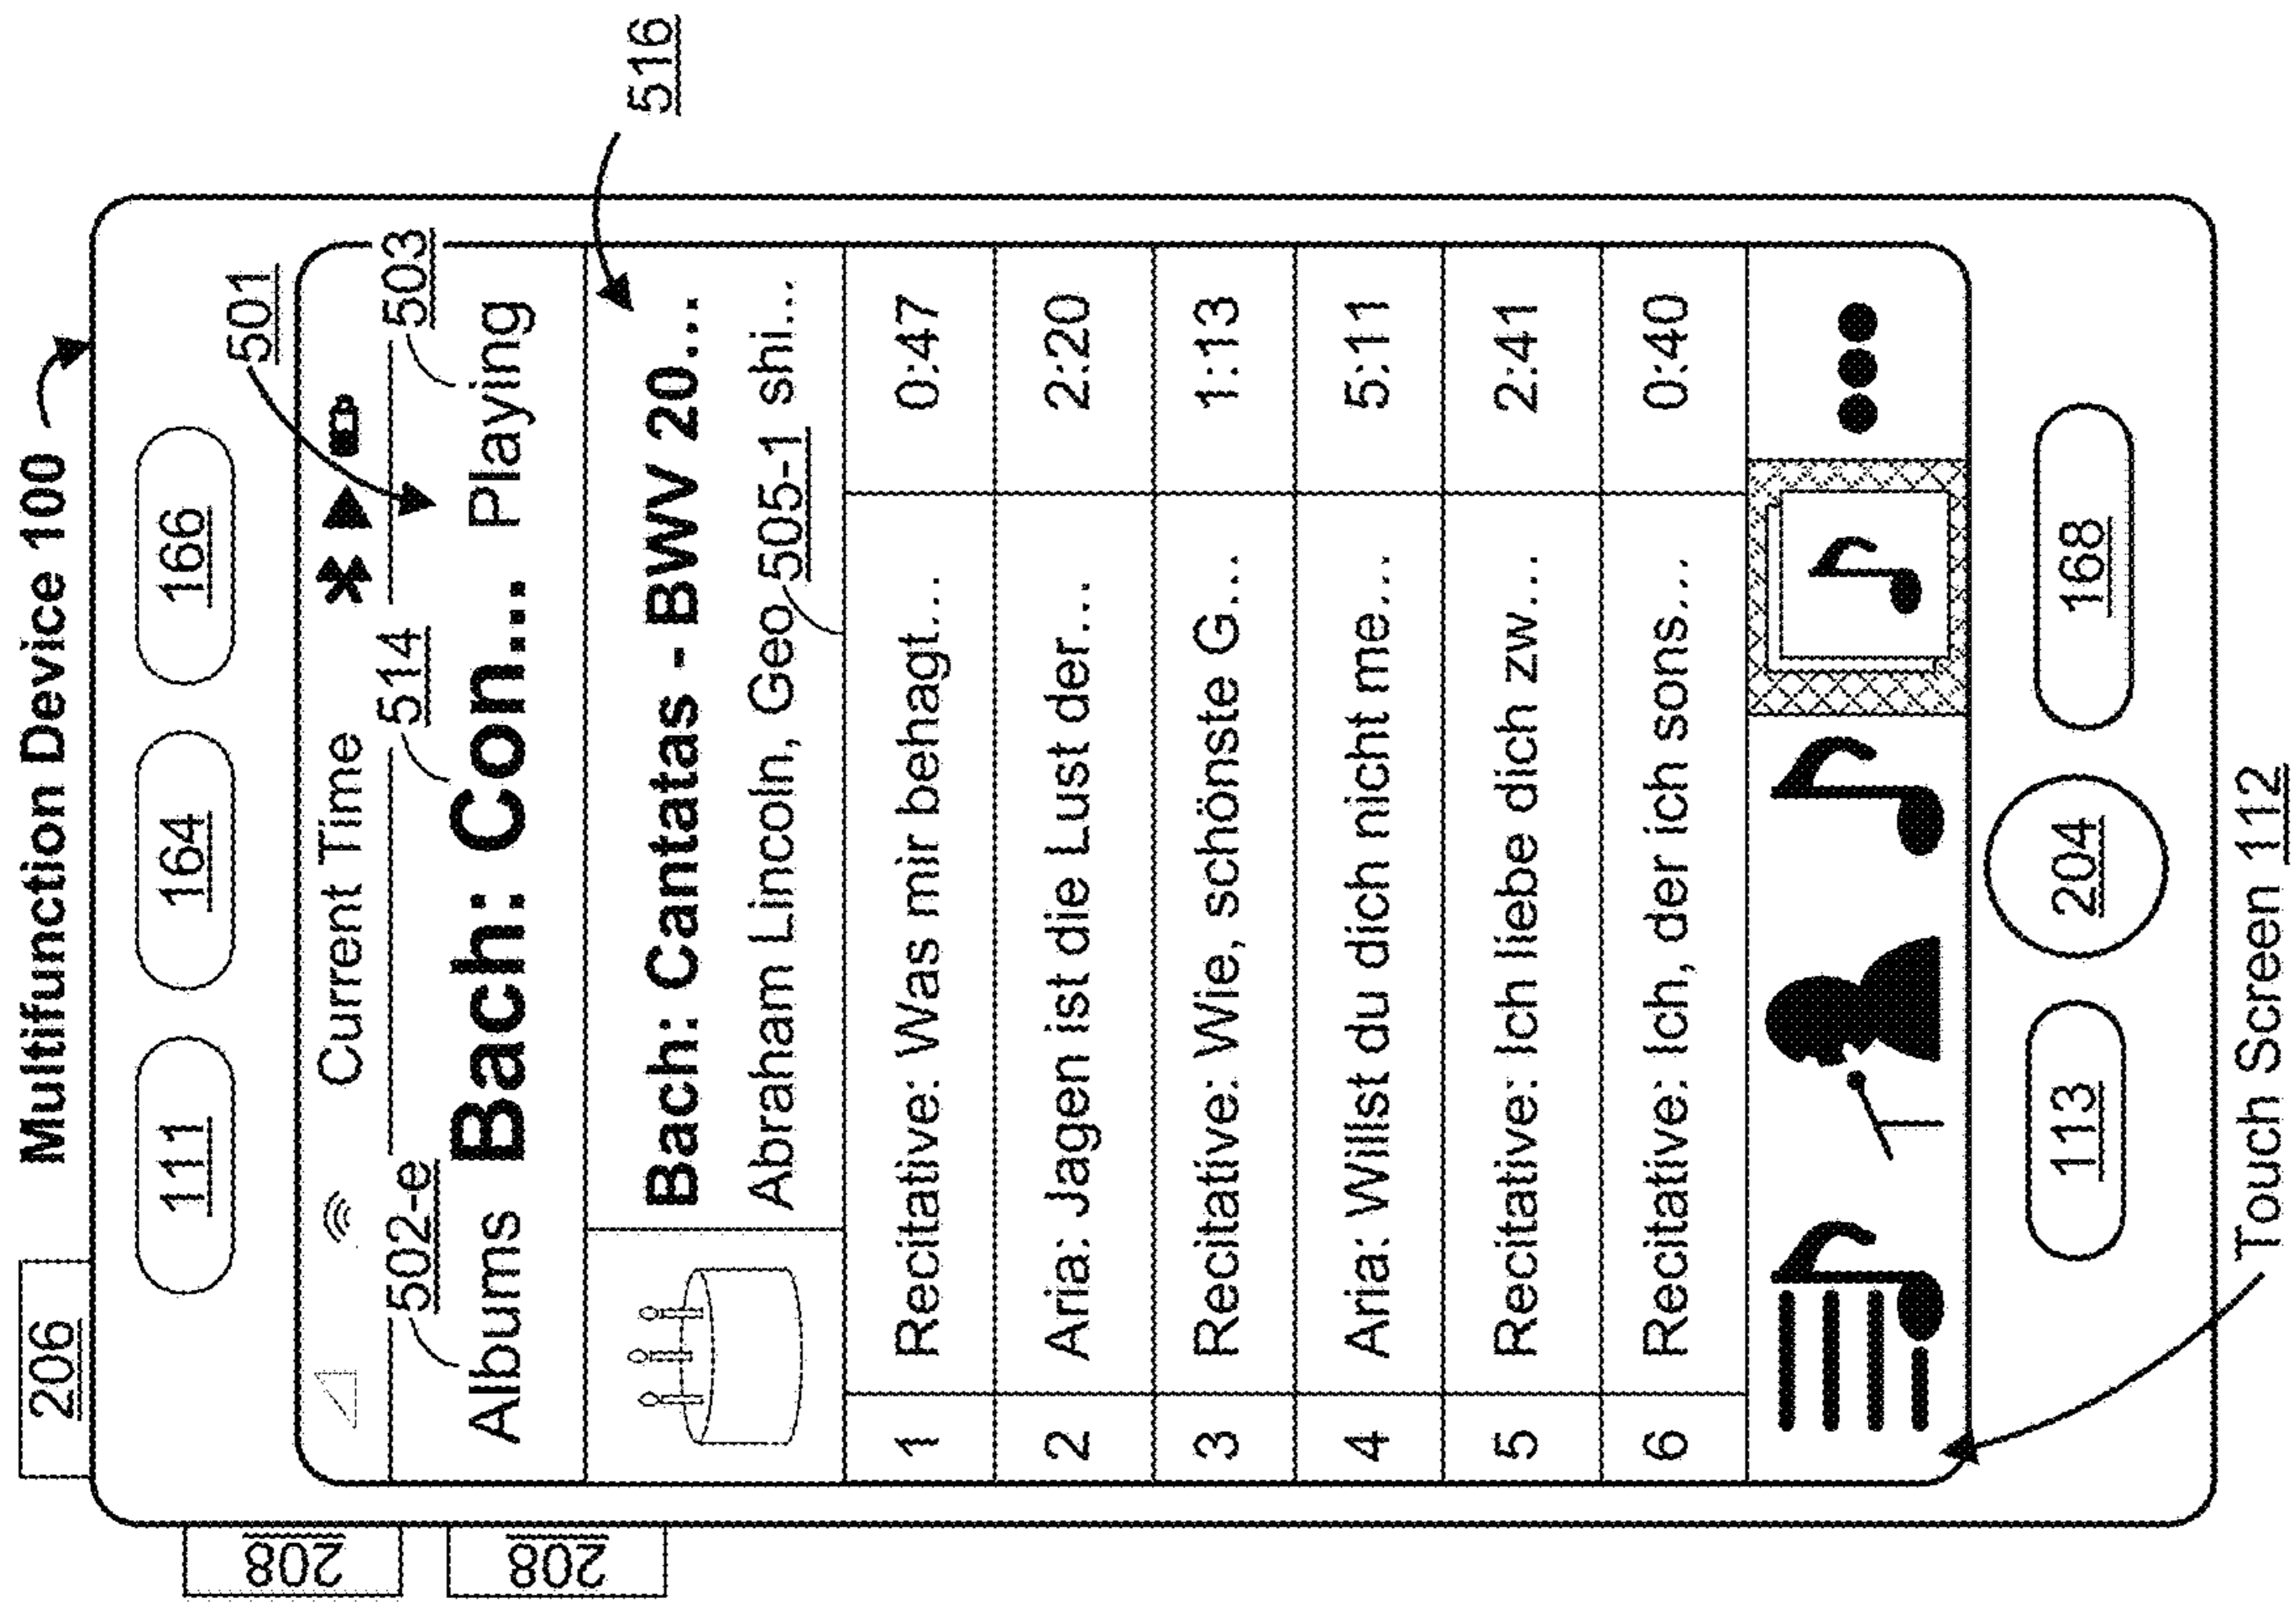 206 Multifunction Device 100
208
208
111 164 166
501
Current Time
502-e 514 503
Albums Bach: Con... Playing
516
Bach: Cantatas - BWV 20...
Abraham Lincoln, Geo shi...
505-1
1 Recitative: Was mir behagt... 0:47
2 Aria: Jagen ist die Lust der... 2:20
3 Recitative: Wie, schönste G... 1:13
4 Aria: Willst du dich nicht me... 5:11
5 Recitative: Ich liebe dich zw... 2:41
6 Recitative: Ich, der ich sons... 0:40
113 204 168
Touch Screen 112